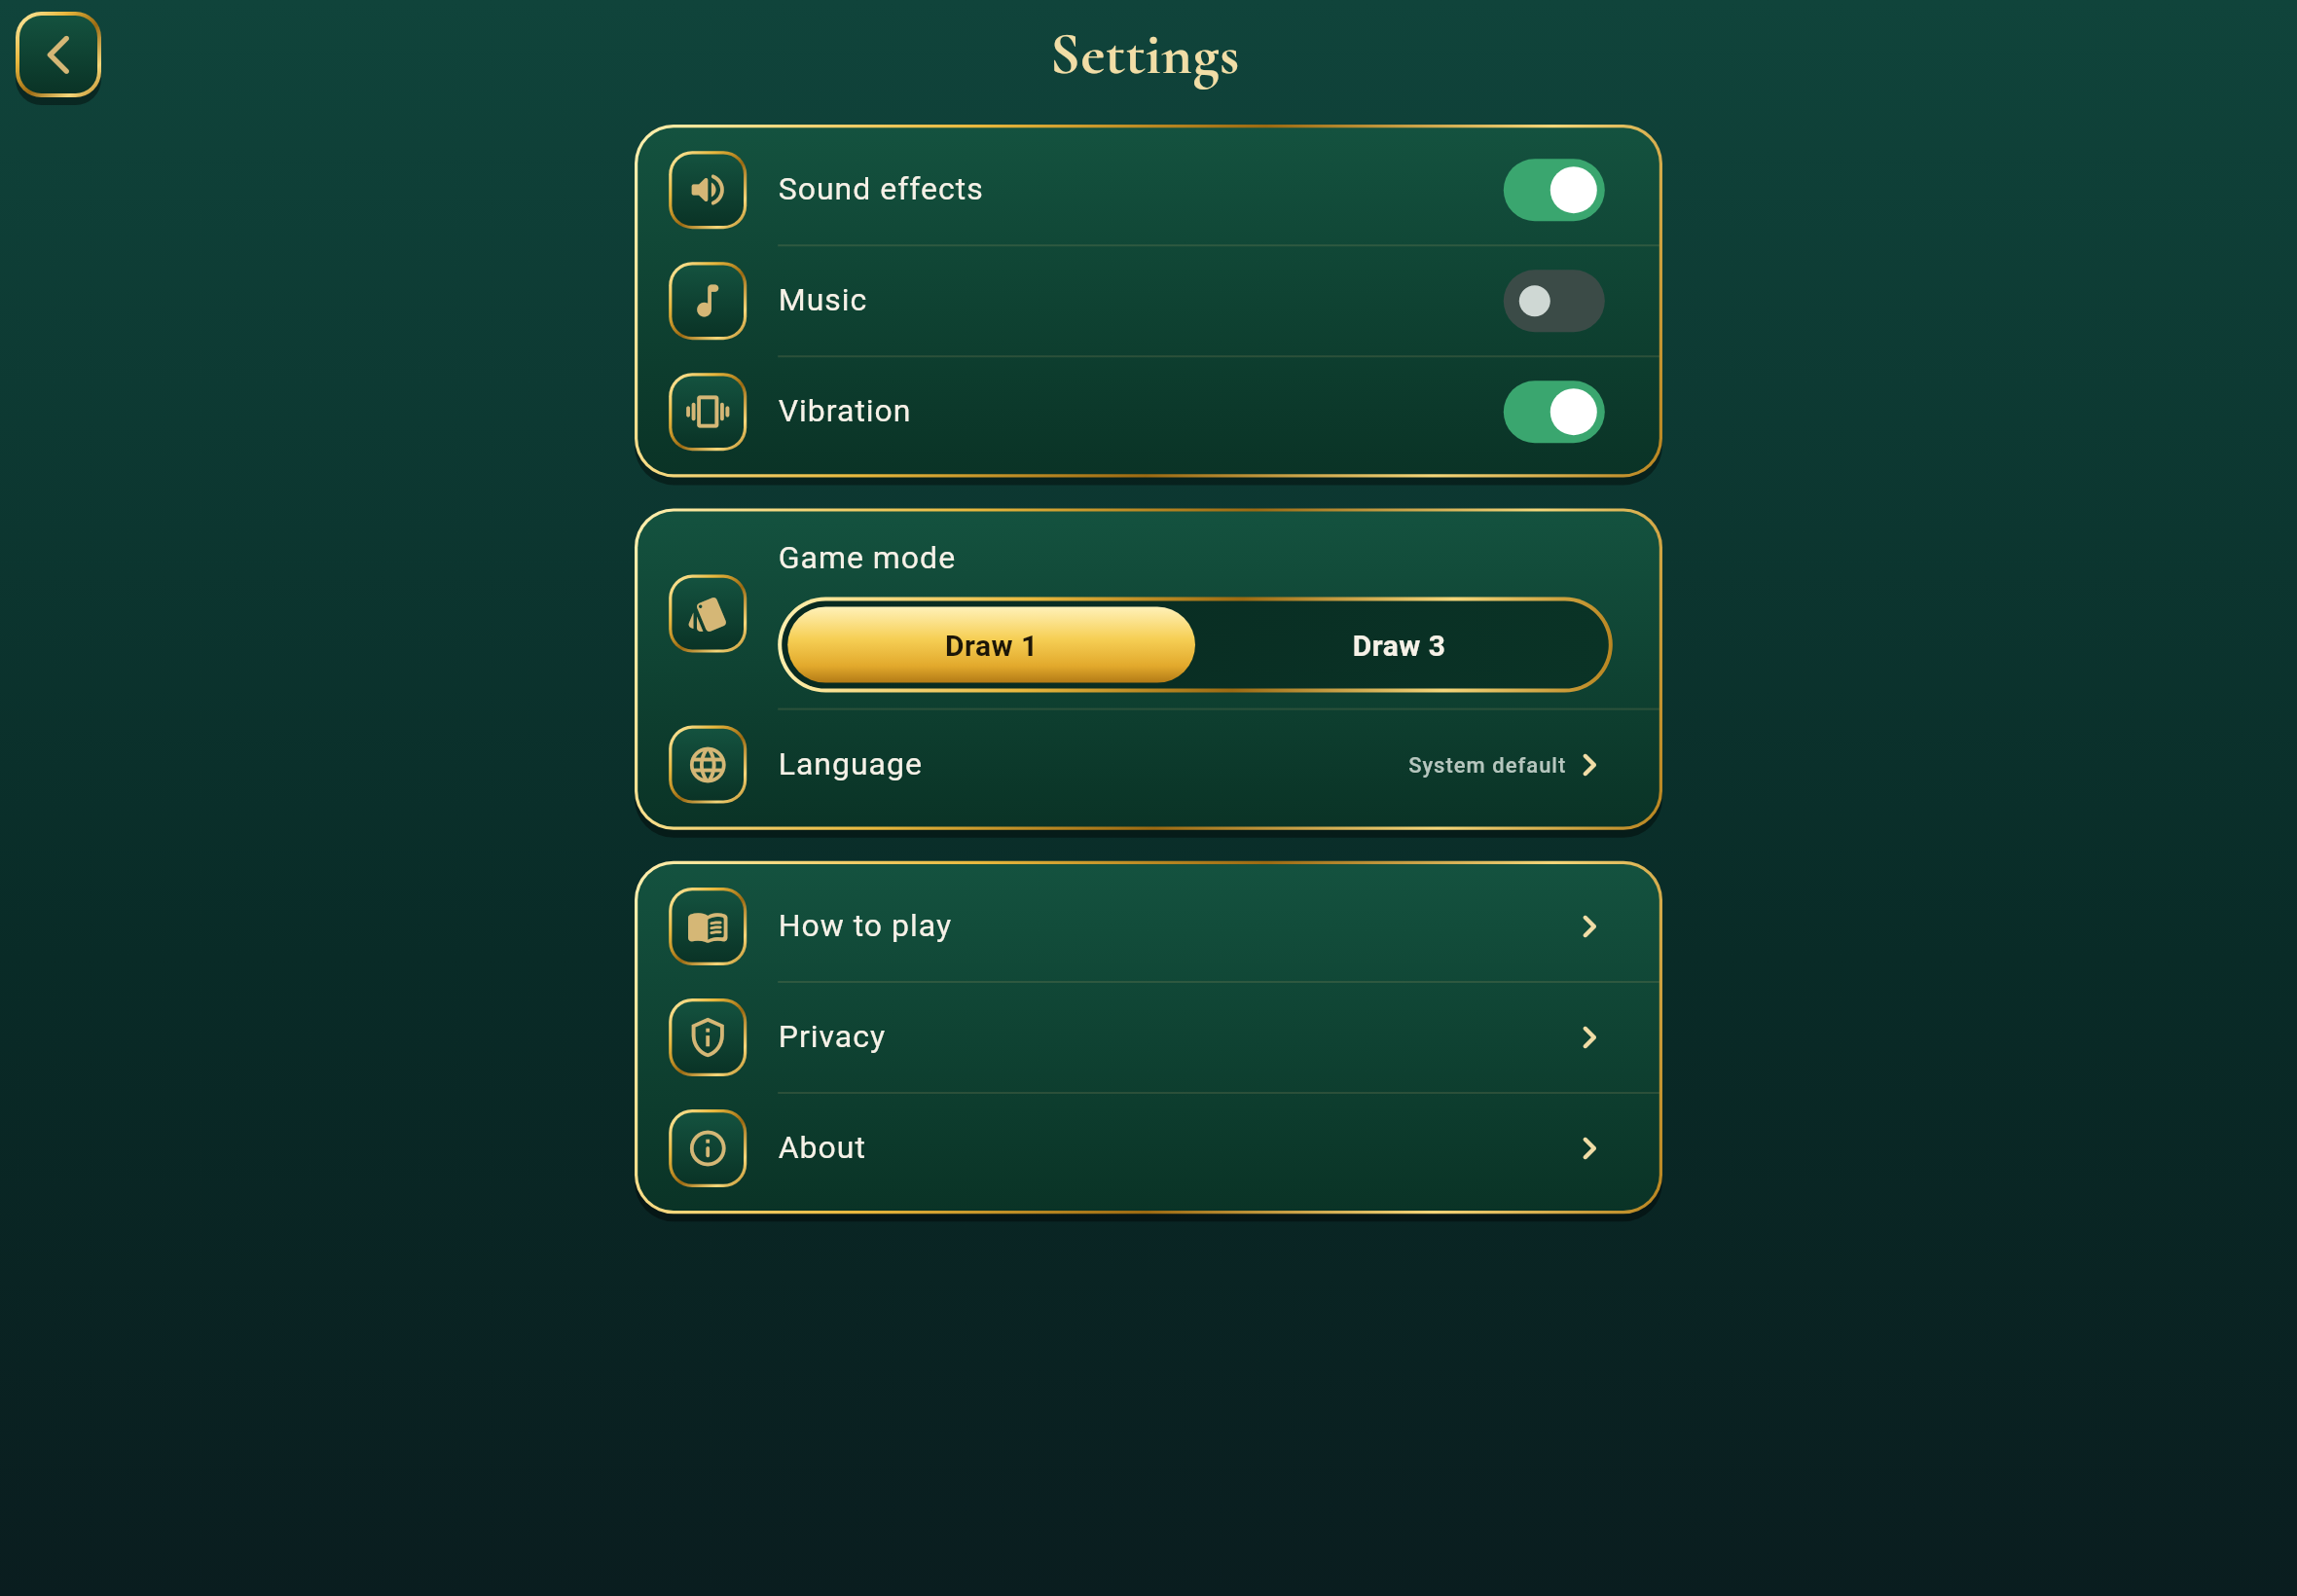 Settings
Sound effects
Music
Vibration
Game mode
Draw 1
Draw 3
Language
System default
How to play
Privacy
About